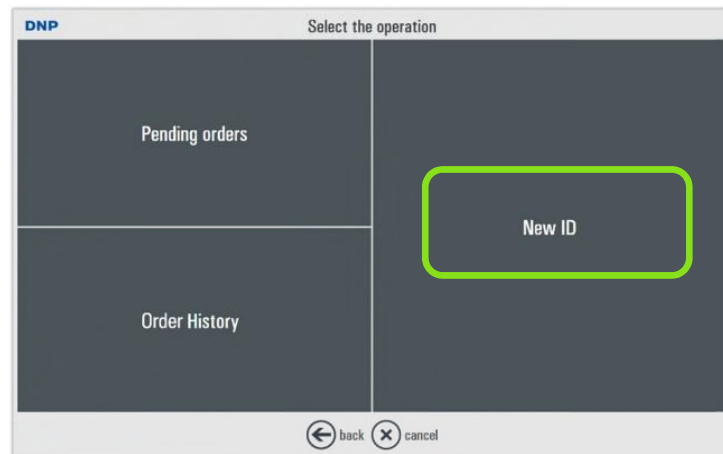 DNP
Select the operation
Pending orders
New ID
Order History
back
cancel